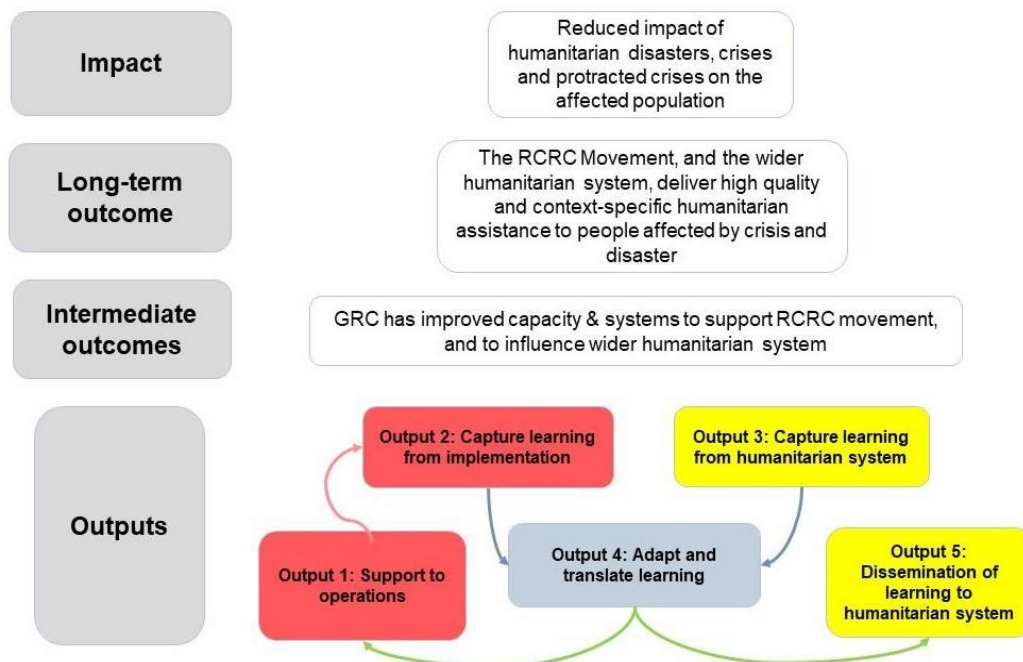 Impact
Reduced impact of
humanitarian disasters, crises
and protracted crises on the
affected population
Long-term
outcome
The RCRC Movement, and the wider
humanitarian system, deliver high quality
and context-specific humanitarian
assistance to people affected by crisis and
disaster
Intermediate
outcomes
GRC has improved capacity & systems to support RCRC movement,
and to influence wider humanitarian system
Outputs
Output 2: Capture learning
from implementation
Output 3: Capture learning
from humanitarian system
Output 1: Support to
operations
Output 4: Adapt and
translate learning
Output 5:
Dissemination of
learning to
humanitarian system